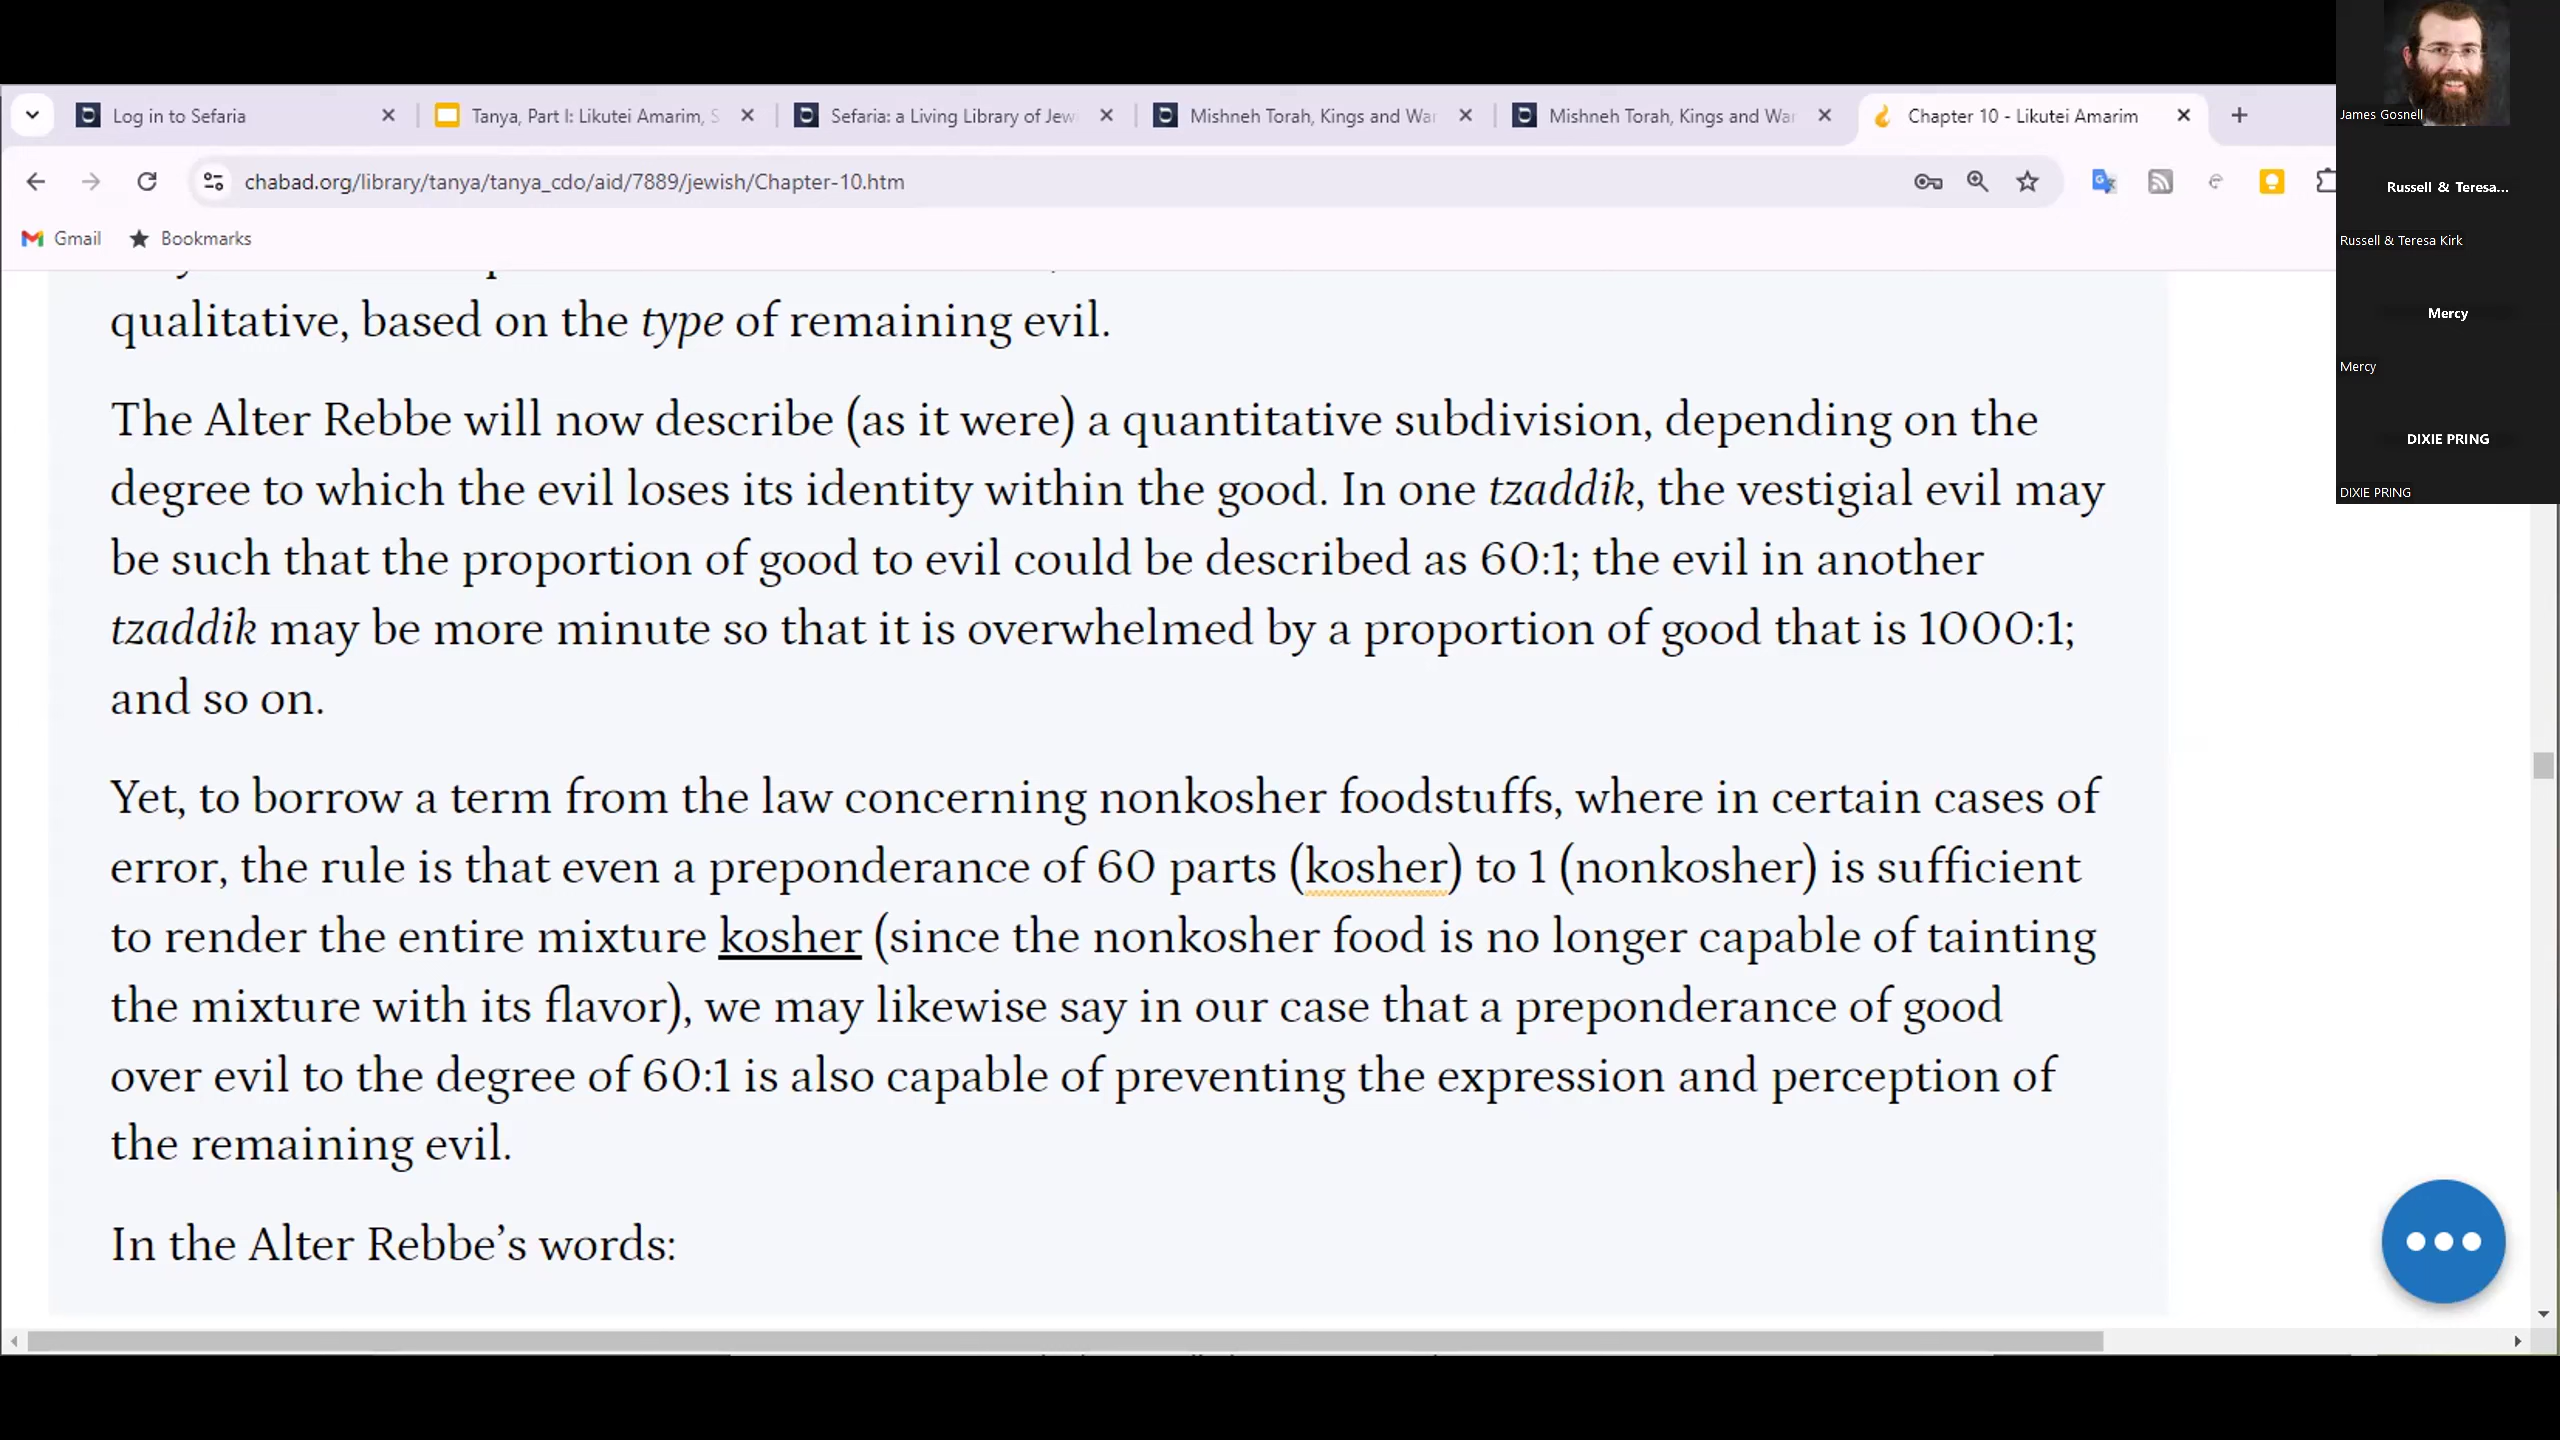 Log in to Sefaria
Tanya, Part I: Likutei Amarim, S
Sefaria: a Living Library of Jew
Mishneh Torah, Kings and War
Mishneh Torah, Kings and War
Chapter 10 - Likutei Amarim
chabad.org/library/tanya/tanya_cdo/aid/7889/jewish/Chapter-10.htm
Gmail
Bookmarks
qualitative, based on the type of remaining evil.
The Alter Rebbe will now describe (as it were) a quantitative subdivision, depending on the
degree to which the evil loses its identity within the good. In one tzaddik, the vestigial evil may
be such that the proportion of good to evil could be described as 60:1; the evil in another
tzaddik may be more minute so that it is overwhelmed by a proportion of good that is 1000:1;
and so on.
Yet, to borrow a term from the law concerning nonkosher foodstuffs, where in certain cases of
error, the rule is that even a preponderance of 60 parts (kosher) to 1 (nonkosher) is sufficient
to render the entire mixture kosher (since the nonkosher food is no longer capable of tainting
the mixture with its flavor), we may likewise say in our case that a preponderance of good
over evil to the degree of 60:1 is also capable of preventing the expression and perception of
the remaining evil.
In the Alter Rebbe’s words:
James Gosnell
Russell & Teresa...
Russell & Teresa Kirk
Mercy
Mercy
DIXIE PRING
DIXIE PRING